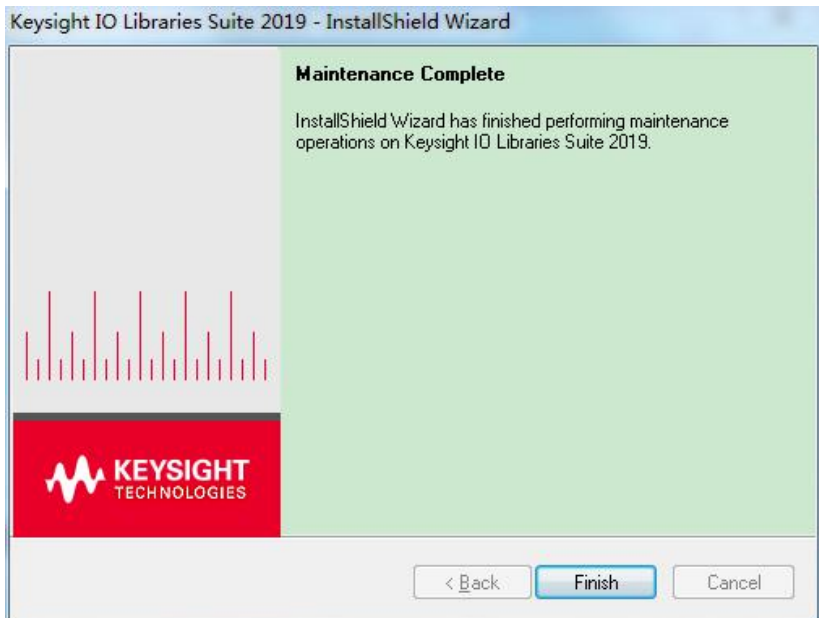 Keysight IO Libraries Suite 2019 - InstallShield Wizard
Maintenance Complete
InstallShield Wizard has finished performing maintenance
operations on Keysight IO Libraries Suite 2019.
KEYSIGHT
TECHNOLOGIES
< Back
Finish
Cancel